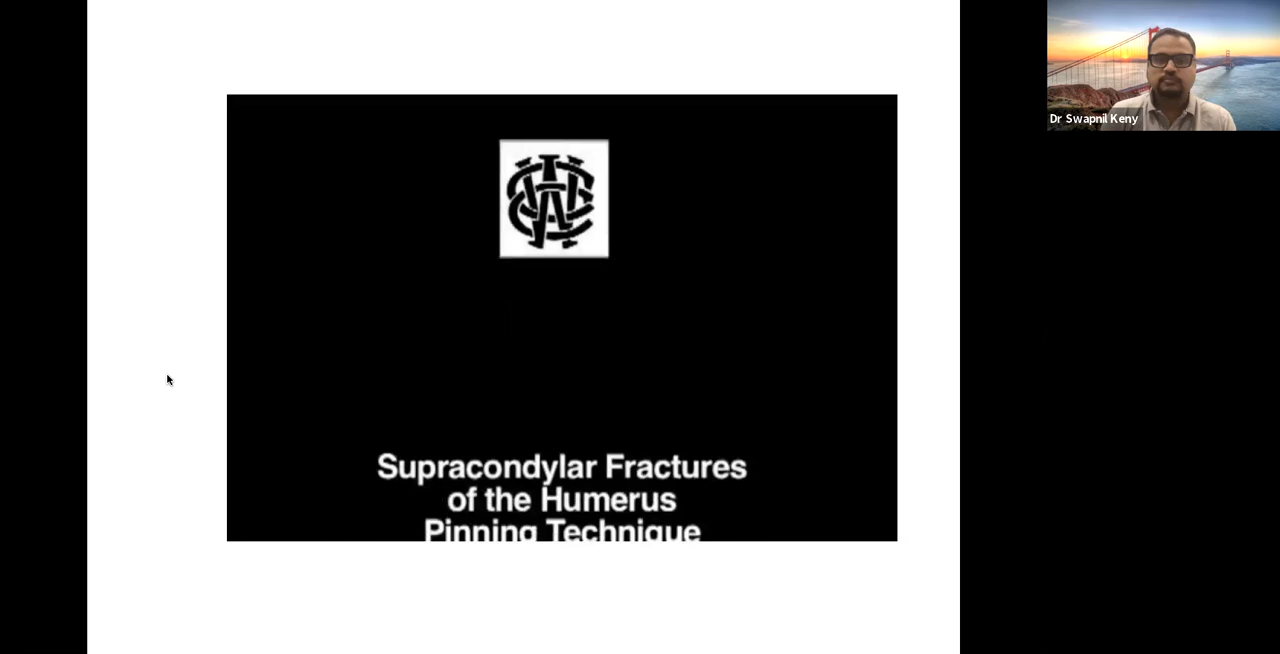 Supracondylar Fractures
of the Humerus
Pinning Technique
Dr Swapnil Keny